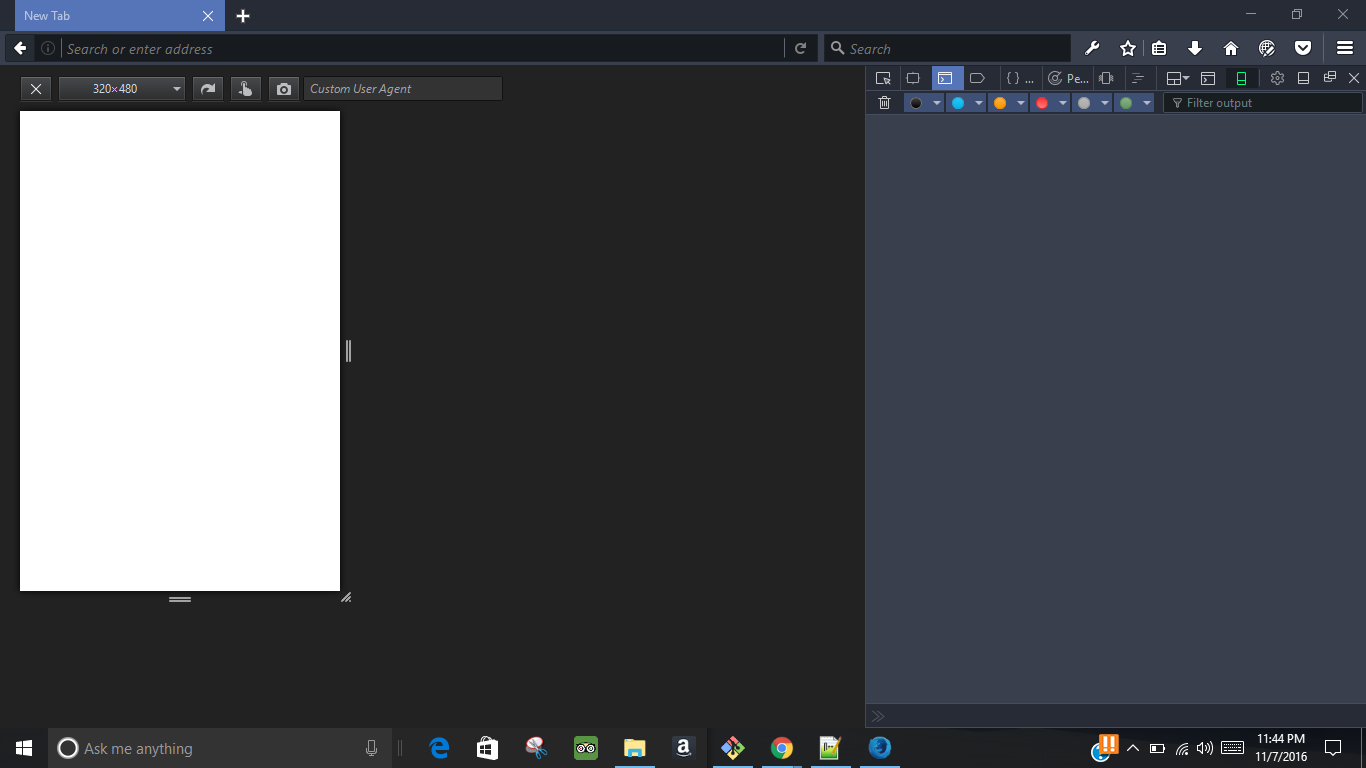 New Tab
Search or enter address
Search
320×480
Custom User Agent
{ } ...
Pe...
Filter output
Ask me anything
11:44 PM
11/7/2016